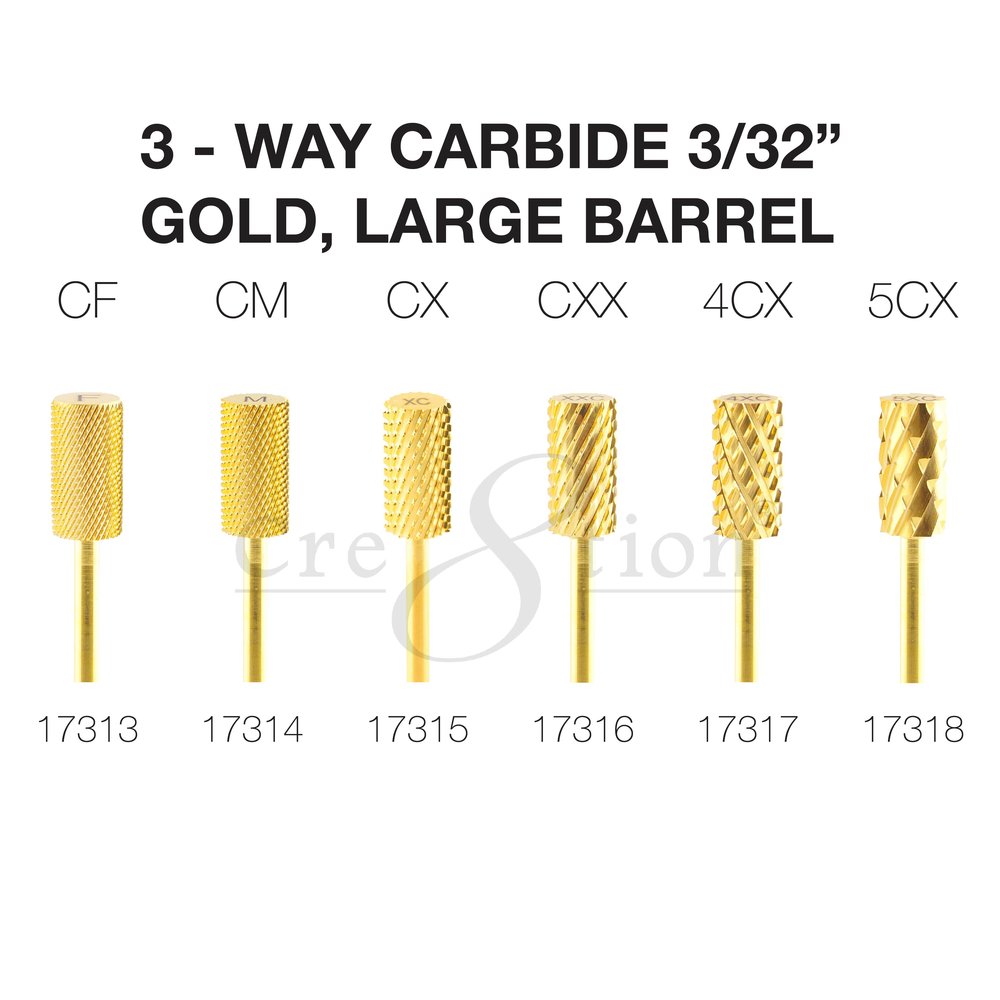 3 - WAY CARBIDE 3/32”
GOLD, LARGE BARREL
CF CM CX CXX 4CX 5CX
F M XC XXC 4XC 5XC
Cre8tion
17313 17314 17315 17316 17317 17318